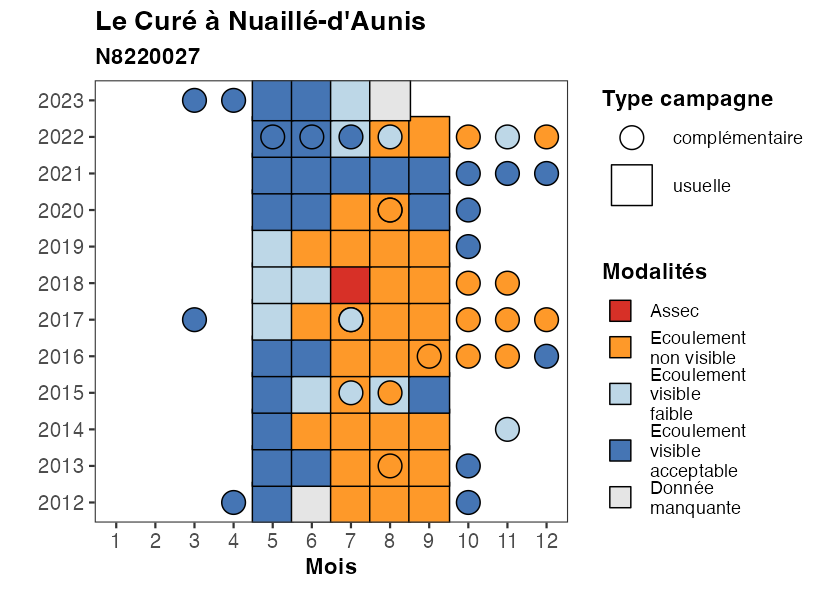 Le Curé à Nuaillé-d'Aunis
N8220027
2023
2022
2021
2020
2019
2018
2017
2016
2015
2014
2013
2012
1 2 3 4 5 6 7 8 9 10 11 12
Mois
Type campagne
complémentaire
usuelle
Modalités
Assec
Ecoulement
non visible
Ecoulement
visible
faible
Ecoulement
visible
acceptable
Donnée
manquante